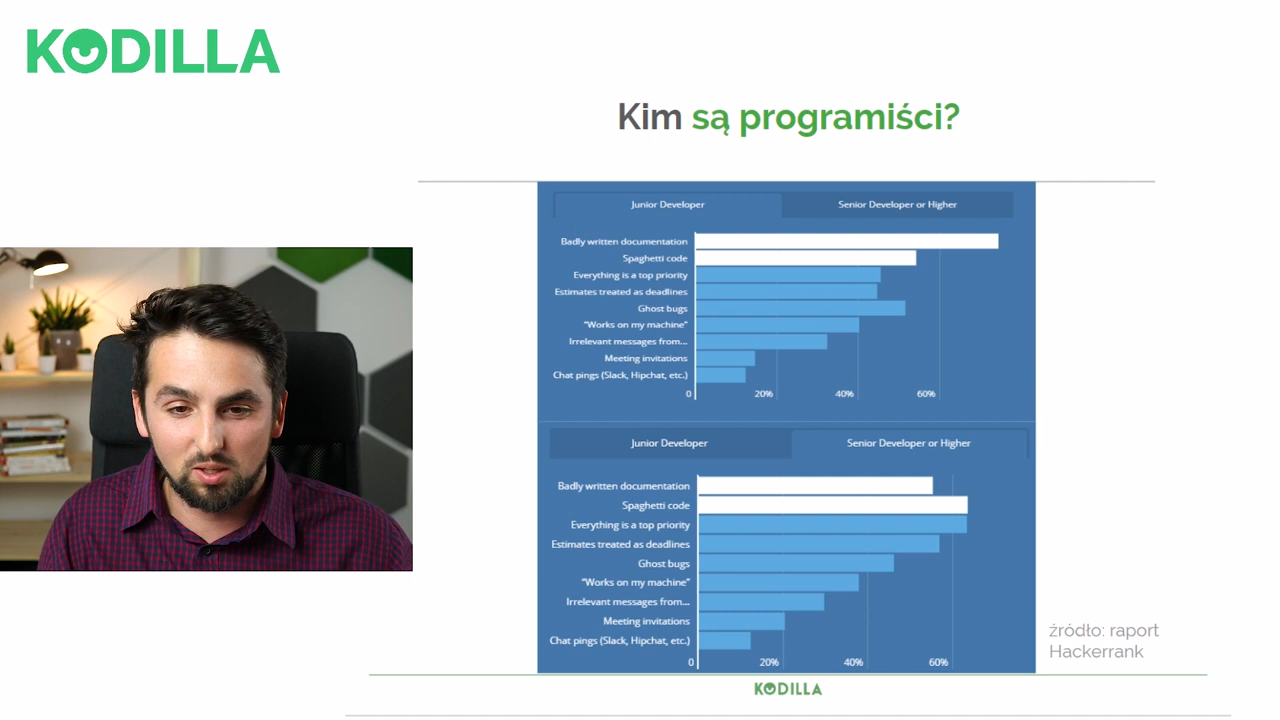 KODILLA
Kim są programiści?
Junior Developer
Senior Developer or Higher
Badly written documentation
Spaghetti code
Everything is a top priority
Estimates treated as deadlines
Ghost bugs
"Works on my machine"
Irrelevant messages from...
Meeting invitations
Chat pings (Slack, Hipchat, etc.)
0 20% 40% 60%
Junior Developer
Senior Developer or Higher
Badly written documentation
Spaghetti code
Everything is a top priority
Estimates treated as deadlines
Ghost bugs
"Works on my machine"
Irrelevant messages from...
Meeting invitations
Chat pings (Slack, Hipchat, etc.)
0 20% 40% 60%
źródło: raport
Hackerrank
KODILLA